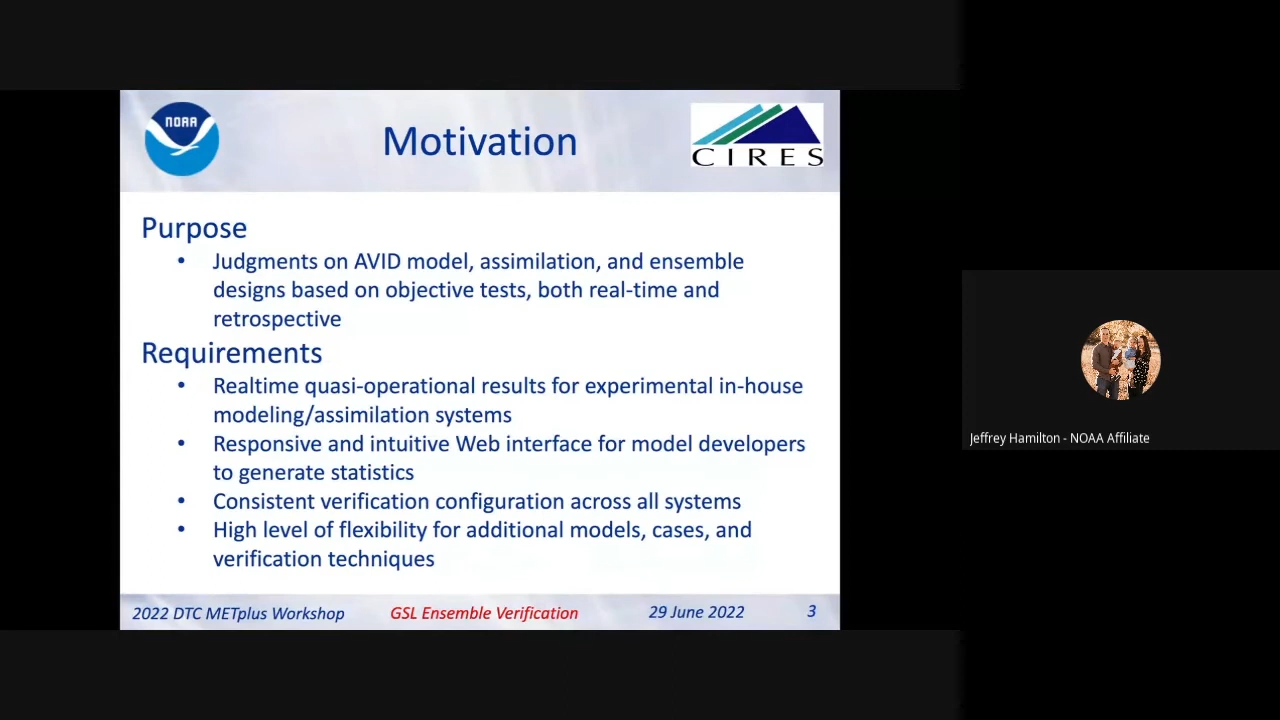 NOAA
Motivation
CIRES
Purpose
• Judgments on AVID model, assimilation, and ensemble
designs based on objective tests, both real-time and
retrospective
Requirements
• Realtime quasi-operational results for experimental in-house
modeling/assimilation systems
• Responsive and intuitive Web interface for model developers
to generate statistics
• Consistent verification configuration across all systems
• High level of flexibility for additional models, cases, and
verification techniques
2022 DTC METplus Workshop GSL Ensemble Verification 29 June 2022 3
Jeffrey Hamilton - NOAA Affiliate